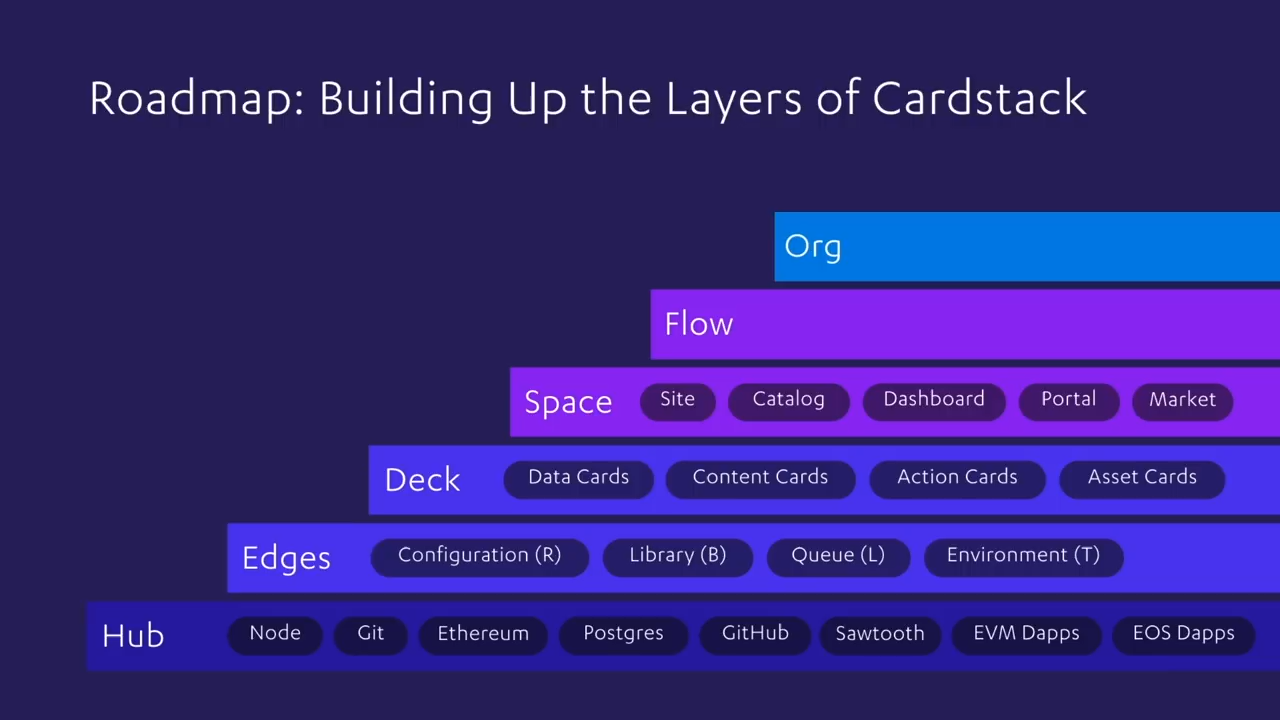 Roadmap: Building Up the Layers of Cardstack
Org
Flow
Space Site Catalog Dashboard Portal Market
Deck Data Cards Content Cards Action Cards Asset Cards
Edges Configuration (R) Library (B) Queue (L) Environment (T)
Hub Node Git Ethereum Postgres GitHub Sawtooth EVM Dapps EOS Dapps